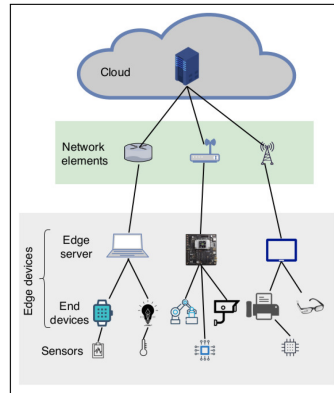 Cloud
Network
elements
Edge devices
Edge
server
End
devices
Sensors